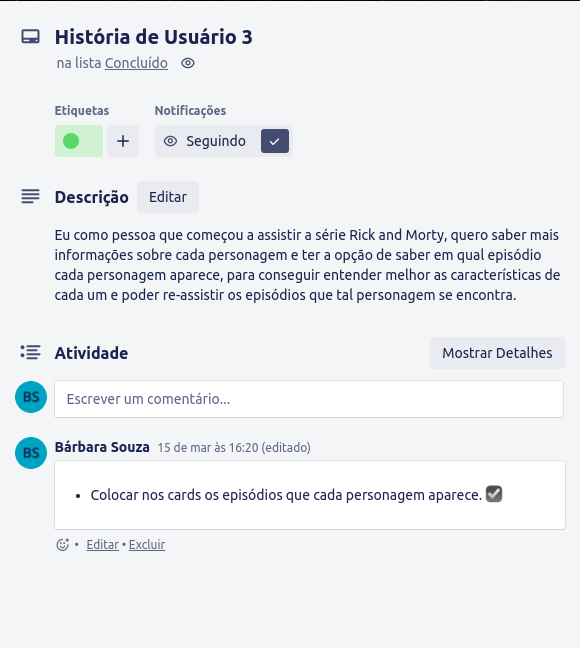 História de Usuário 3
na lista Concluído
Etiquetas
Notificações
Seguindo
Descrição
Editar
Eu como pessoa que começou a assistir a série Rick and Morty, quero saber mais
informações sobre cada personagem e ter a opção de saber em qual episódio
cada personagem aparece, para conseguir entender melhor as características de
cada um e poder re-assistir os episódios que tal personagem se encontra.
Atividade
Mostrar Detalhes
BS
Escrever um comentário...
BS
Bárbara Souza 15 de mar às 16:20 (editado)
• Colocar nos cards os episódios que cada personagem aparece. ☑
• Editar • Excluir